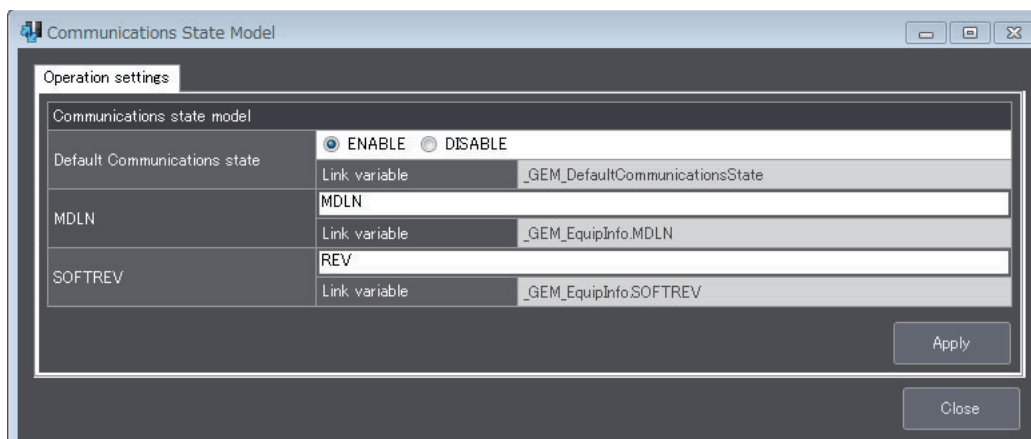 Communications State Model
Operation settings
Communications state model
Default Communications state
ENABLE DISABLE
Link variable _GEM_DefaultCommunicationsState
MDLN
MDLN
Link variable _GEM_EquipInfo.MDLN
SOFTREV
REV
Link variable _GEM_EquipInfo.SOFTREV
Apply
Close